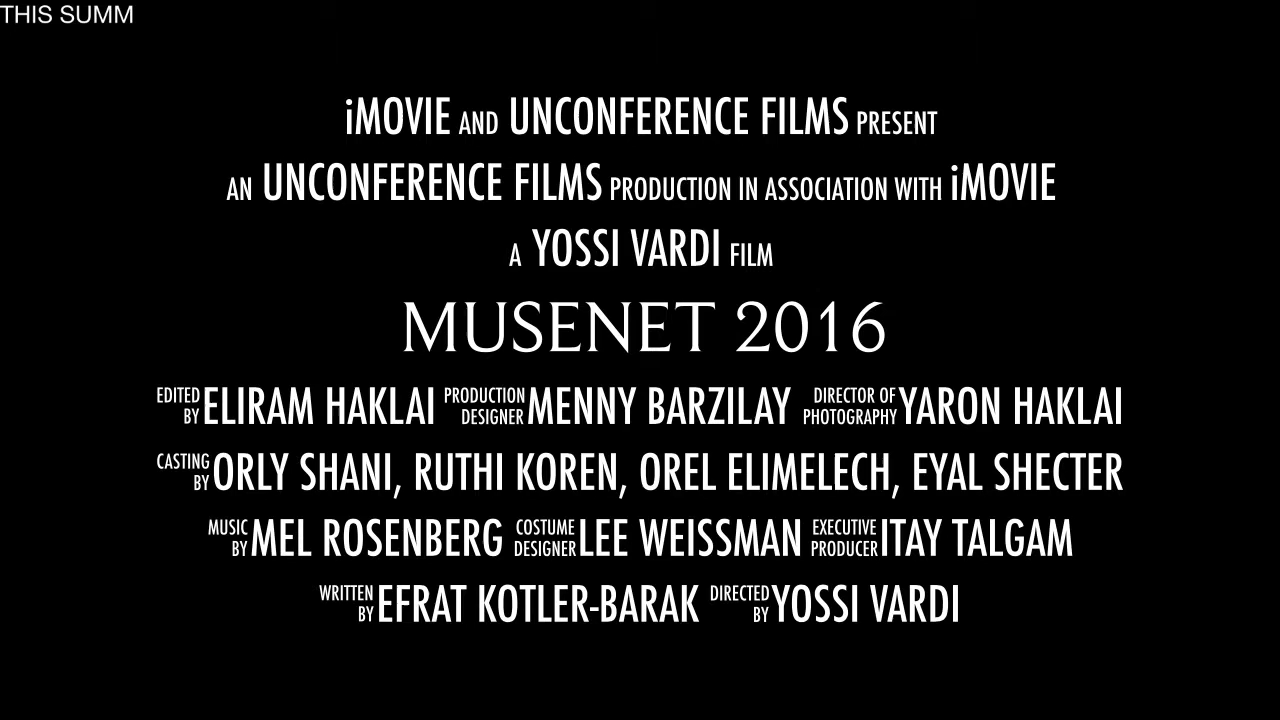 THIS SUMM
iMOVIE AND UNCONFERENCE FILMS PRESENT
AN UNCONFERENCE FILMS PRODUCTION IN ASSOCIATION WITH iMOVIE
A YOSSI VARDI FILM
MUSENET 2016
EDITED BY ELIRAM HAKLAI PRODUCTION DESIGNER MENNY BARZILAY DIRECTOR OF PHOTOGRAPHY YARON HAKLAI
CASTING BY ORLY SHANI, RUTHI KOREN, OREL ELIMELECH, EYAL SHECTER
MUSIC BY MEL ROSENBERG COSTUME DESIGNER LEE WEISSMAN EXECUTIVE PRODUCER ITAY TALGAM
WRITTEN BY EFRAT KOTLER-BARAK DIRECTED BY YOSSI VARDI